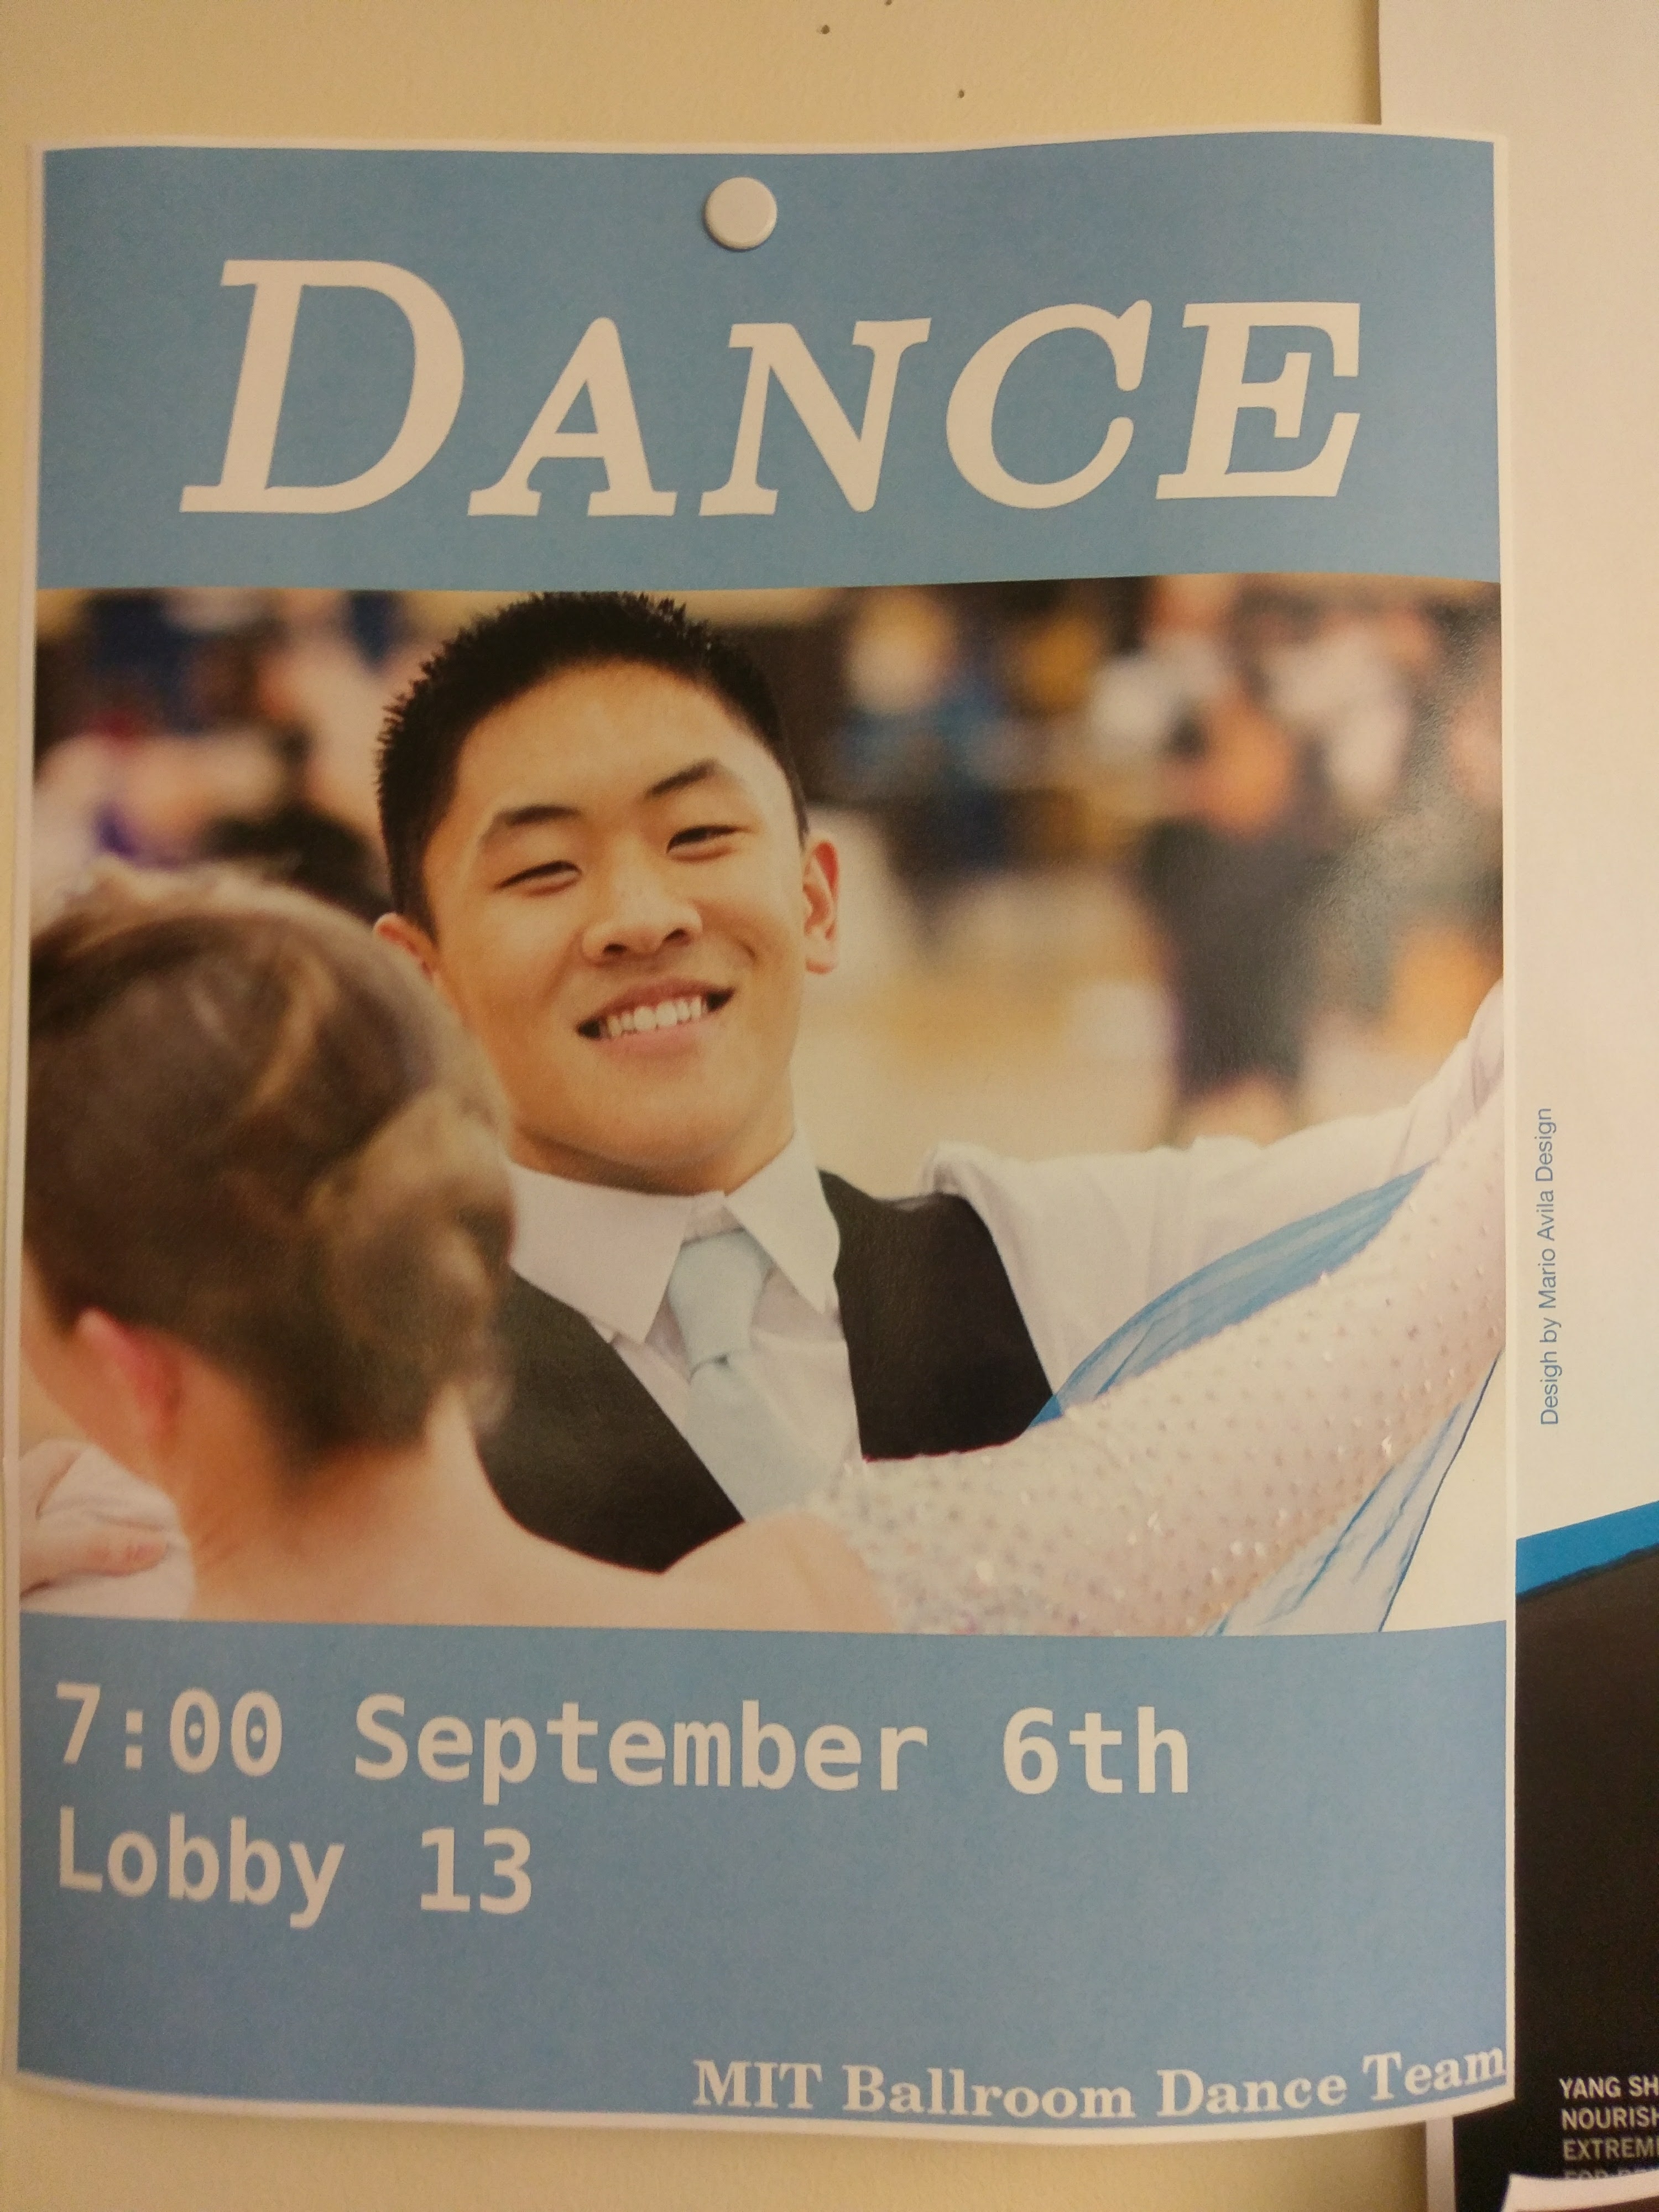 DANCE
7:00 September 6th
Lobby 13
MIT Ballroom Dance Team
Design by Mario Avila Design
YANG SH
NOURISH
EXTREM